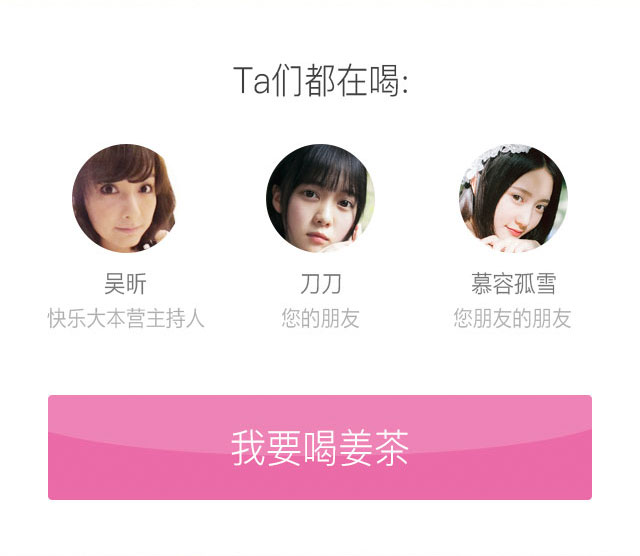 Ta们都在喝:
吴昕
刀刀
慕容孤雪
快乐大本营主持人
您的朋友
您朋友的朋友
我要喝姜茶